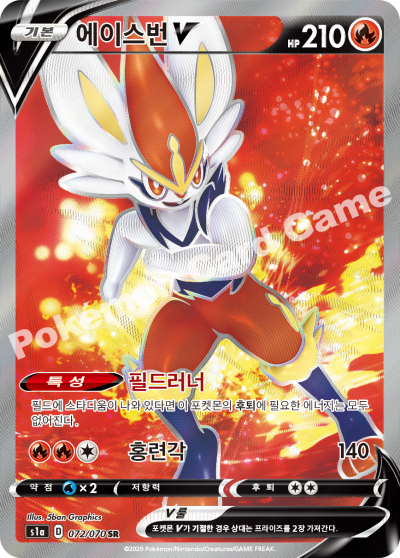 기본 에이스번 V HP 210
Pokémon Card Game
특성 필드러너
필드에 스타디움이 나와 있다면 이 포켓몬의 후퇴에 필요한 에너지는 모두
없어진다.
홍련각 140
약점 ×2 저항력 후퇴
Illus. 5ban Graphics
V룰
s1a D 072/070 SR
포켓몬 V가 기절한 경우 상대는 프라이즈를 2장 가져간다.
©2020 Pokémon/Nintendo/Creatures/GAME FREAK.